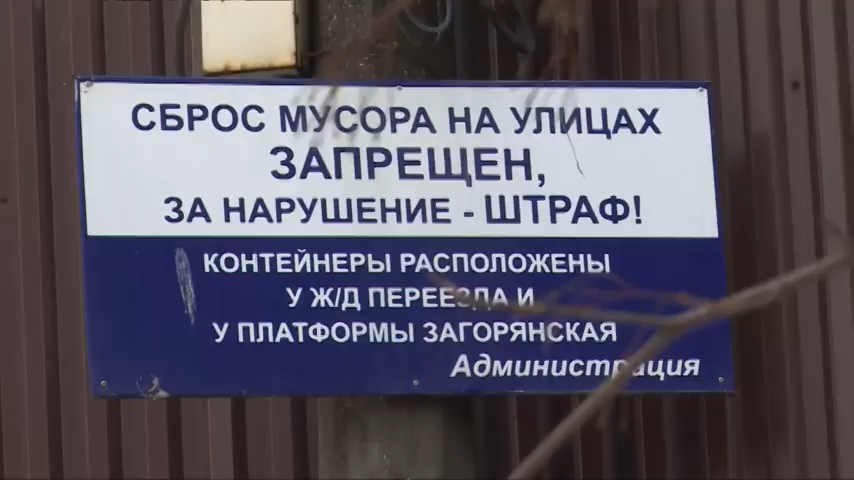 СБРОС МУСОРА НА УЛИЦАХ
ЗАПРЕЩЕН,
ЗА НАРУШЕНИЕ - ШТРАФ!
КОНТЕЙНЕРЫ РАСПОЛОЖЕНЫ
У Ж/Д ПЕРЕЕЗДА И
У ПЛАТФОРМЫ ЗАГОРЯНСКАЯ
Администрация